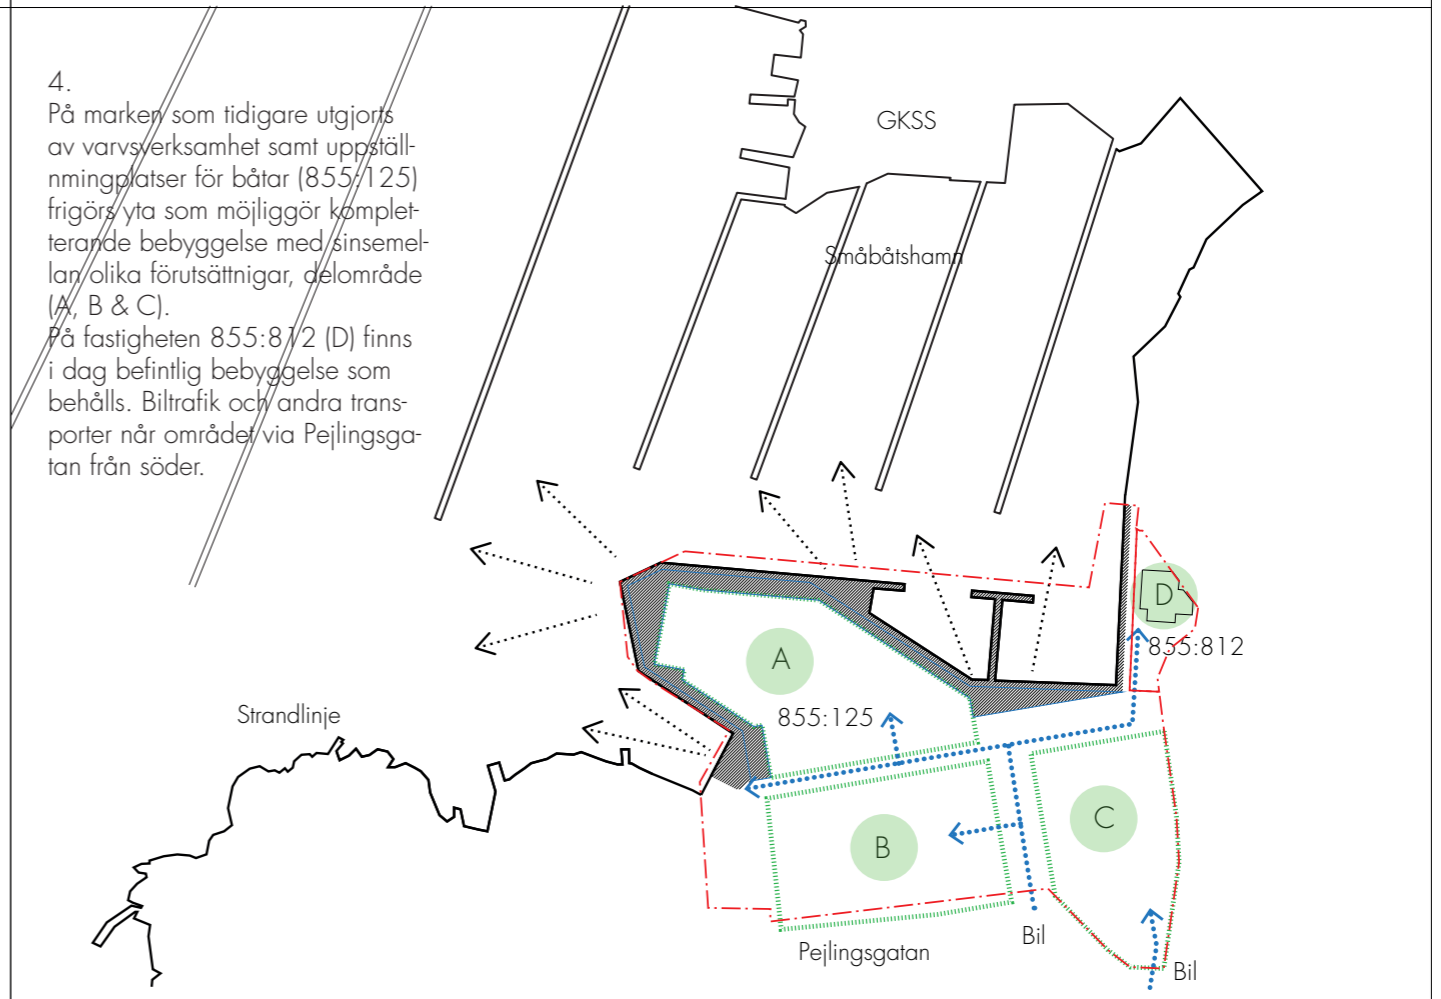 4.
På marken som tidigare utgjorts
av varvsverksamhet samt uppställ-
nmingplatser för båtar (855:125)
frigörs yta som möjliggör komplet-
terande bebyggelse med sinsemel-
lan olika förutsättnigar, delområde
(A, B & C).
På fastigheten 855:812 (D) finns
i dag befintlig bebyggelse som
behålls. Biltrafik och andra trans-
porter når området via Pejlingsga-
tan från söder.
GKSS
Småbåtshamn
D
855:812
A
855:125
Strandlinje
C
B
Bil
Pejlingsgatan
Bil